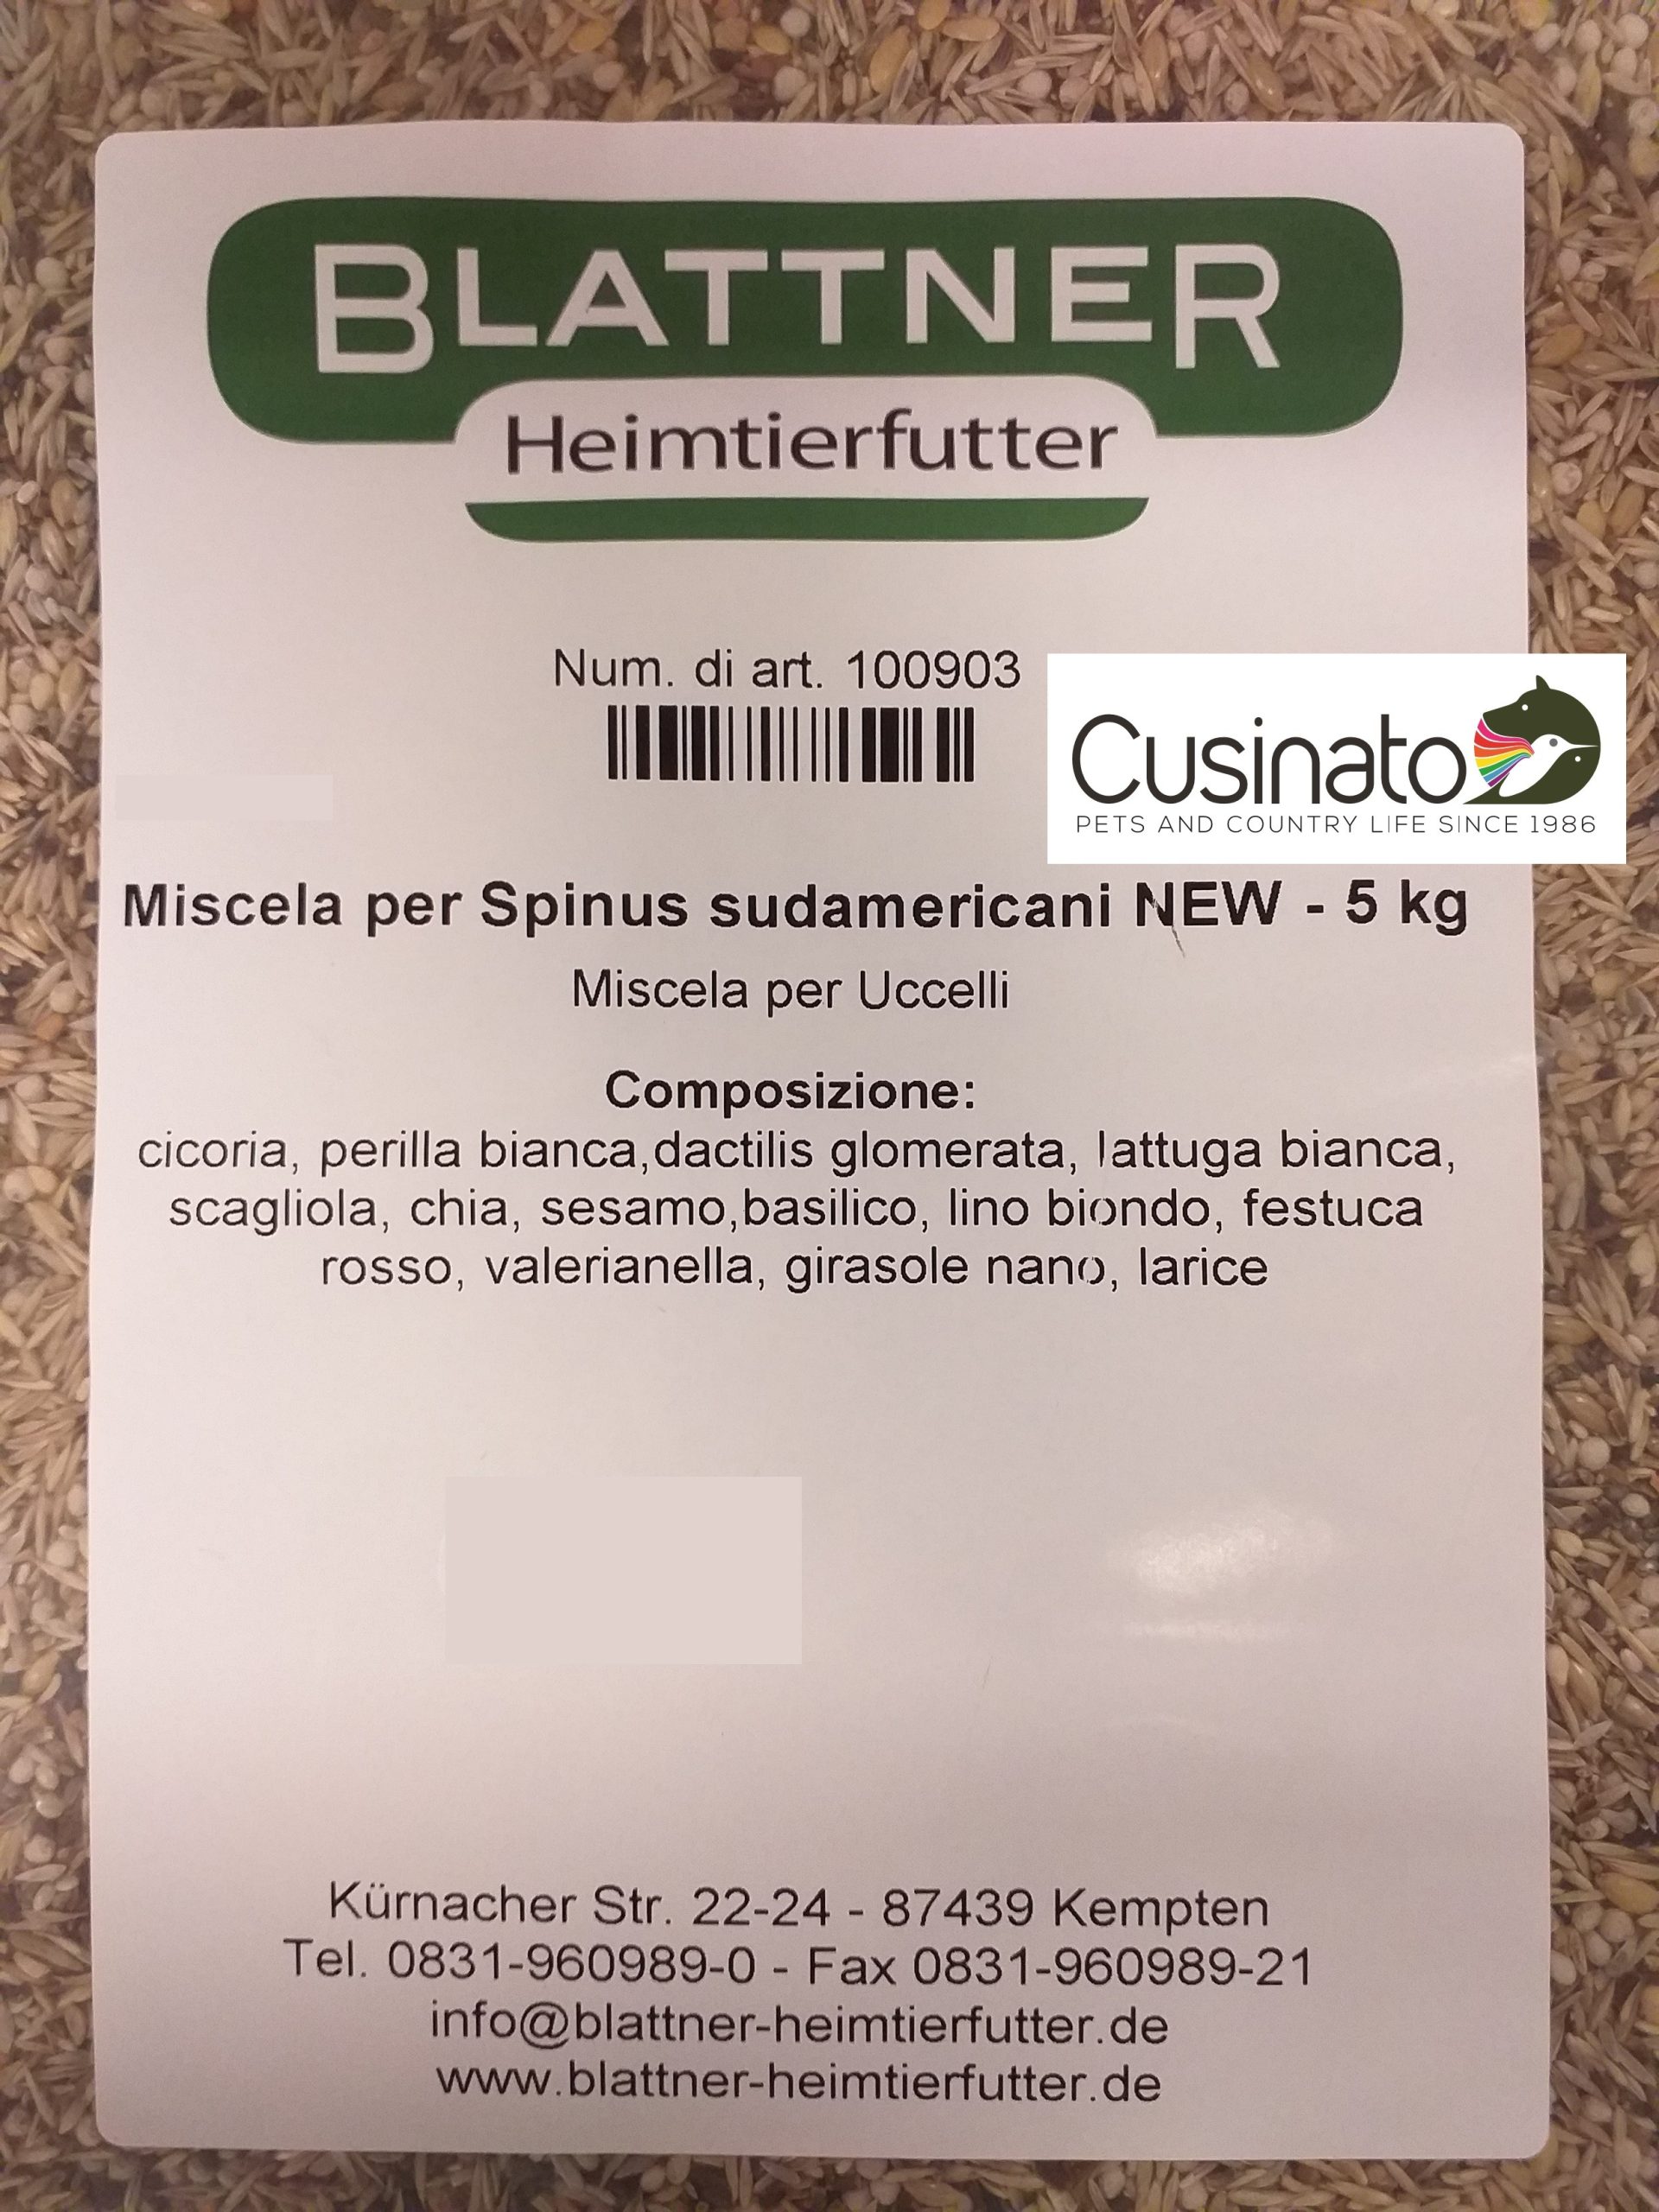 BLATTNER
Heimtierfutter
Num. di art. 100903
Cusinato
PETS AND COUNTRY LIFE SINCE 1986
Miscela per Spinus sudamericani NEW - 5 kg
Miscela per Uccelli
Composizione:
cicoria, perilla bianca,dactilis glomerata, lattuga bianca,
scagliola, chia, sesamo,basilico, lino biondo, festuca
rosso, valerianella, girasole nano, larice
Kürnacher Str. 22-24 - 87439 Kempten
Tel. 0831-960989-0 - Fax 0831-960989-21
info@blattner-heimtierfutter.de
www.blattner-heimtierfutter.de